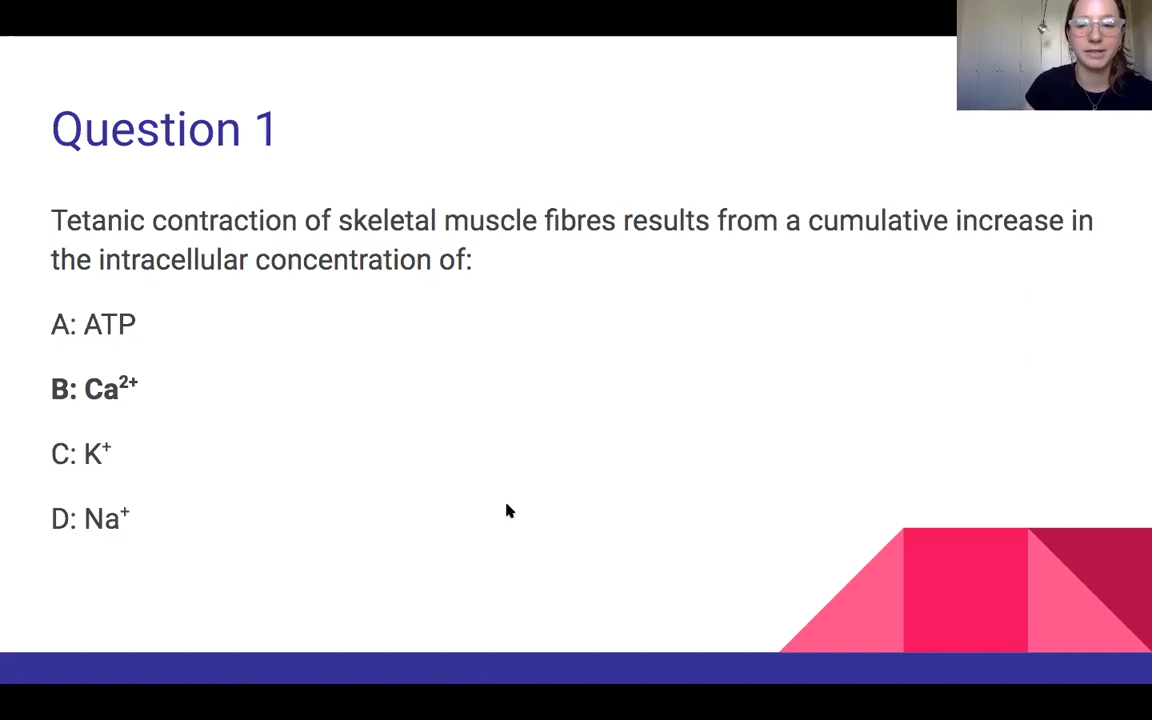 Question 1
Tetanic contraction of skeletal muscle fibres results from a cumulative increase in
the intracellular concentration of:
A: ATP
B: Ca²⁺
C: K⁺
D: Na⁺